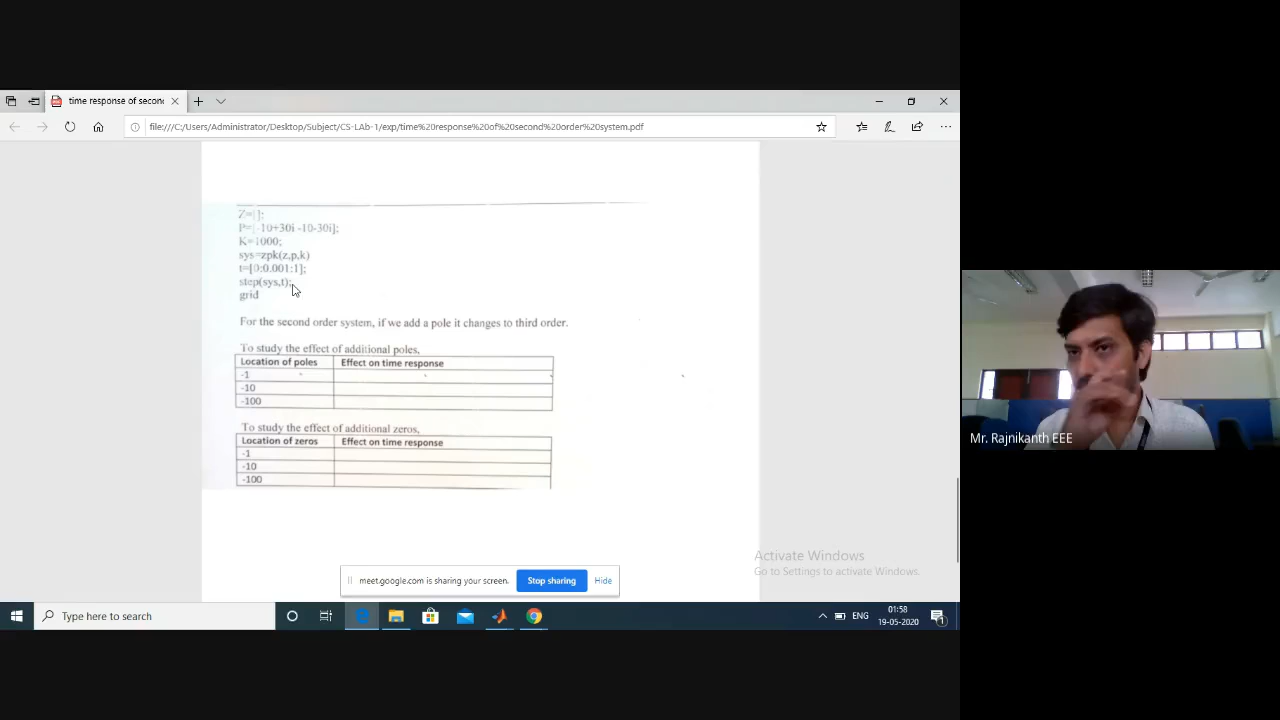 time response of secon
file:///C:/Users/Administrator/Desktop/Subject/CS-LAb-1/exp/time%20response%20of%20second%20order%20system.pdf
Z=[];
P=[-10+30i -10-30i];
K=1000;
sys=zpk(z,p,k)
t=[0:0.001:1];
step(sys,t);
grid
For the second order system, if we add a pole it changes to third order.
To study the effect of additional poles,
Location of poles Effect on time response
-1
-10
-100
To study the effect of additional zeros,
Location of zeros Effect on time response
-1
-10
-100
Mr. Rajnikanth EEE
Activate Windows
Go to Settings to activate Windows.
meet.google.com is sharing your screen. Stop sharing Hide
Type here to search
ENG
01:58
19-05-2020
1